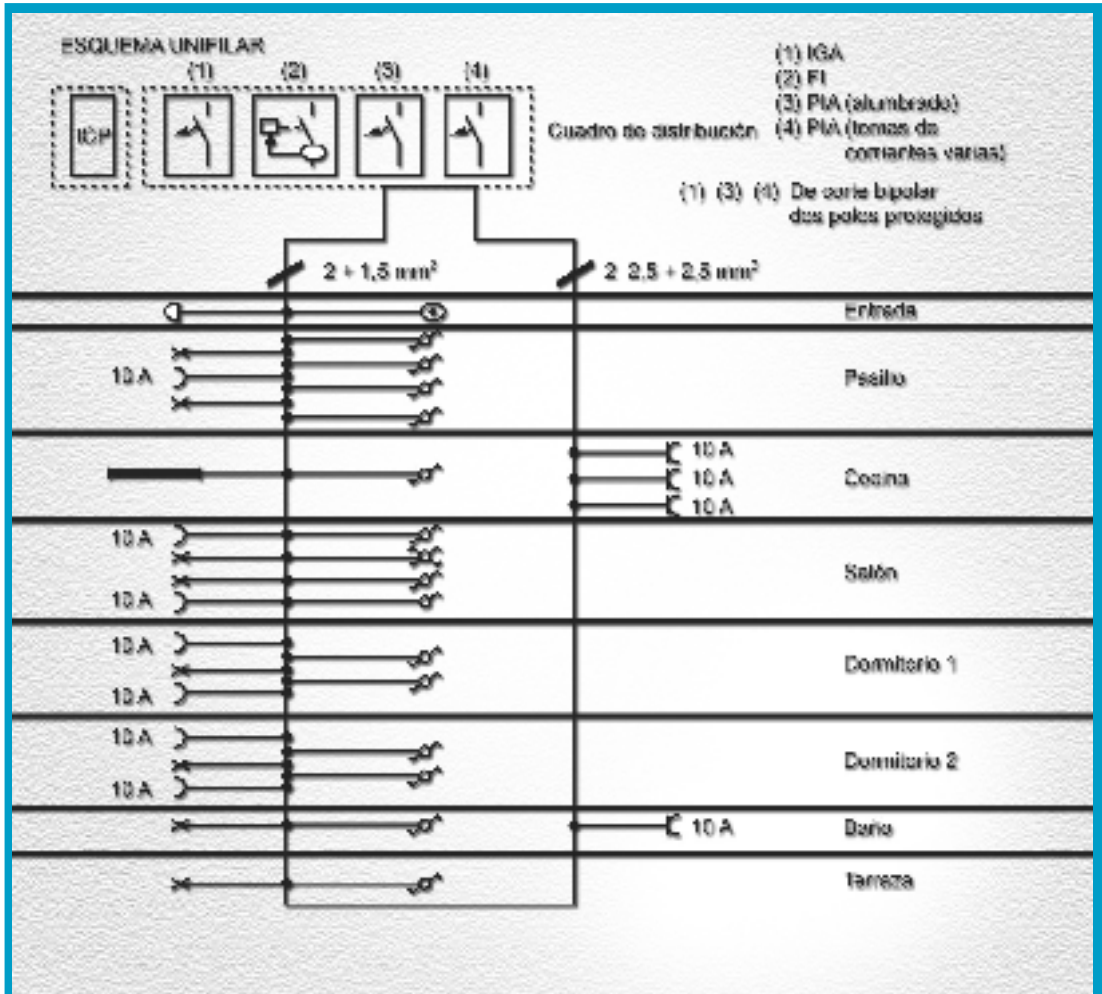 ESQUEMA UNIFILAR
(1) (2) (3) (4)
ICP
Cuadro de distribución
(1) IGA
(2) FI
(3) PIA (alumbrado)
(4) PIA (tomas de
corrientes varias)
(1) (3) (4) De corte bipolar
dos polos protegidos
2 + 1,5 mm²
2 2,5 + 2,5 mm²
Entrada
10 A
Pasillo
10 A
10 A
Cocina
10 A
10 A
Salón
10 A
10 A
Dormitorio 1
10 A
10 A
Dormitorio 2
10 A
10 A
Baño
Terraza